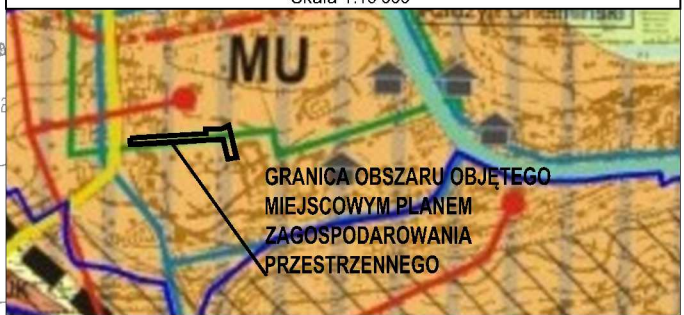 MU
GRANICA OBSZARU OBJĘTEGO
MIEJSCOWYM PLANEM
ZAGOSPODAROWANIA
PRZESTRZENNEGO